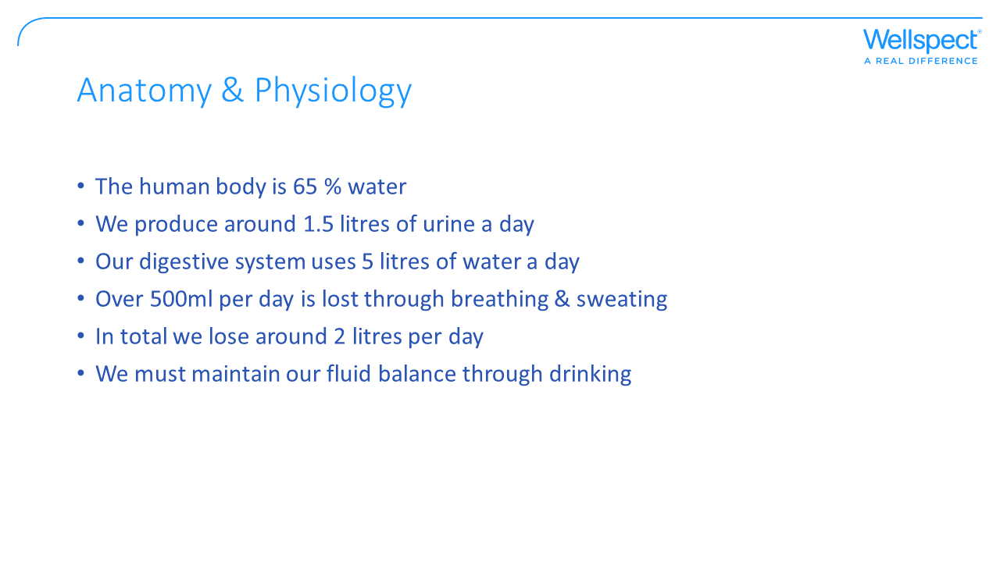 Wellspect®
A REAL DIFFERENCE
Anatomy & Physiology
• The human body is 65 % water
• We produce around 1.5 litres of urine a day
• Our digestive system uses 5 litres of water a day
• Over 500ml per day is lost through breathing & sweating
• In total we lose around 2 litres per day
• We must maintain our fluid balance through drinking